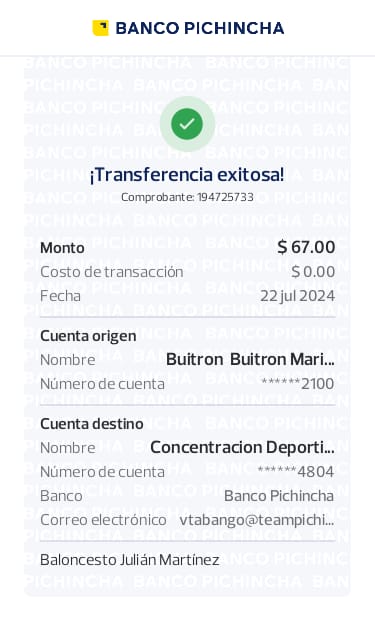 BANCO PICHINCHA
¡Transferencia exitosa!
Comprobante: 194725733
Monto $ 67.00
Costo de transacción $ 0.00
Fecha 22 jul 2024
Cuenta origen
Nombre Buitron Buitron Mari...
Número de cuenta ******2100
Cuenta destino
Nombre Concentracion Deporti...
Número de cuenta ******4804
Banco Banco Pichincha
Correo electrónico vtabango@teampichi...
Baloncesto Julián Martínez